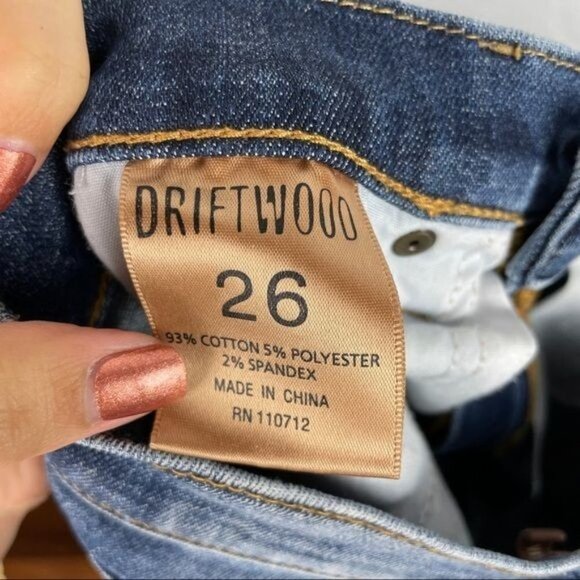 DRIFTWOOD
26
93% COTTON 5% POLYESTER
2% SPANDEX
MADE IN CHINA
RN 110712